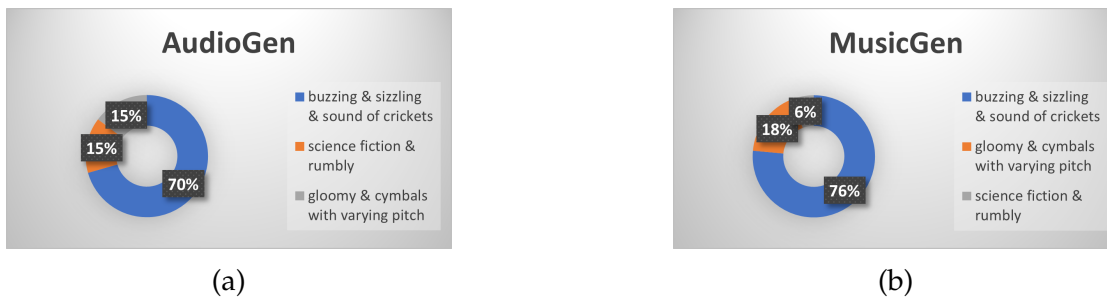 AudioGen
15%
15%
70%
buzzing & sizzling
& sound of crickets
science fiction &
rumbly
gloomy & cymbals
with varying pitch
(a)
MusicGen
6%
18%
76%
buzzing & sizzling
& sound of crickets
gloomy & cymbals
with varying pitch
science fiction &
rumbly
(b)